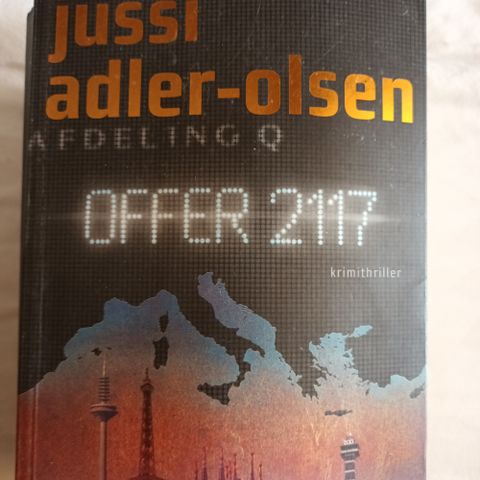 jussi
adler-olsen
AFDELING Q
OFFER 2117
krimithriller